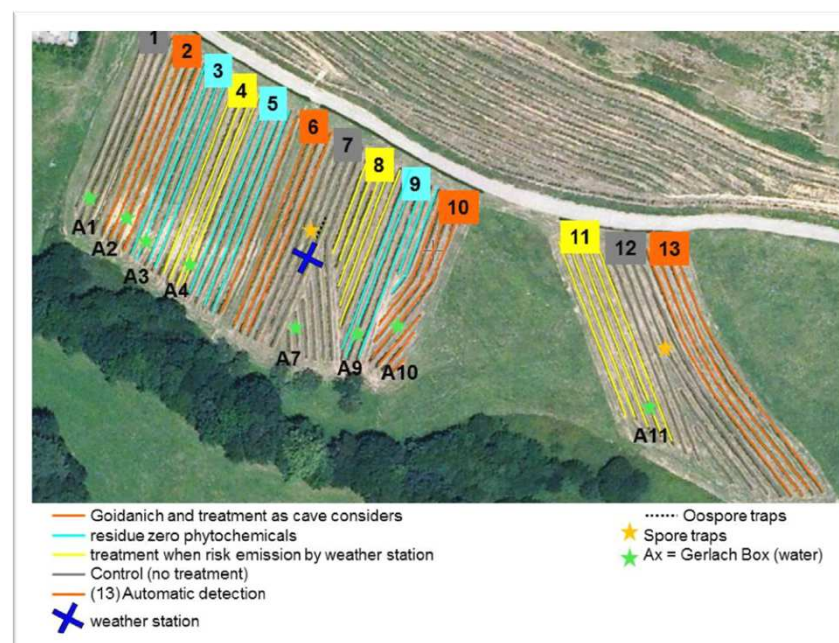 1
2
3
4
5
6
7
8
9
10
11
12
13
A1
A2
A3
A4
A7
A9
A10
A11
Goidanich and treatment as cave considers
residue zero phytochemicals
treatment when risk emission by weather station
Control (no treatment)
(13) Automatic detection
weather station
Oospore traps
Spore traps
Ax = Gerlach Box (water)